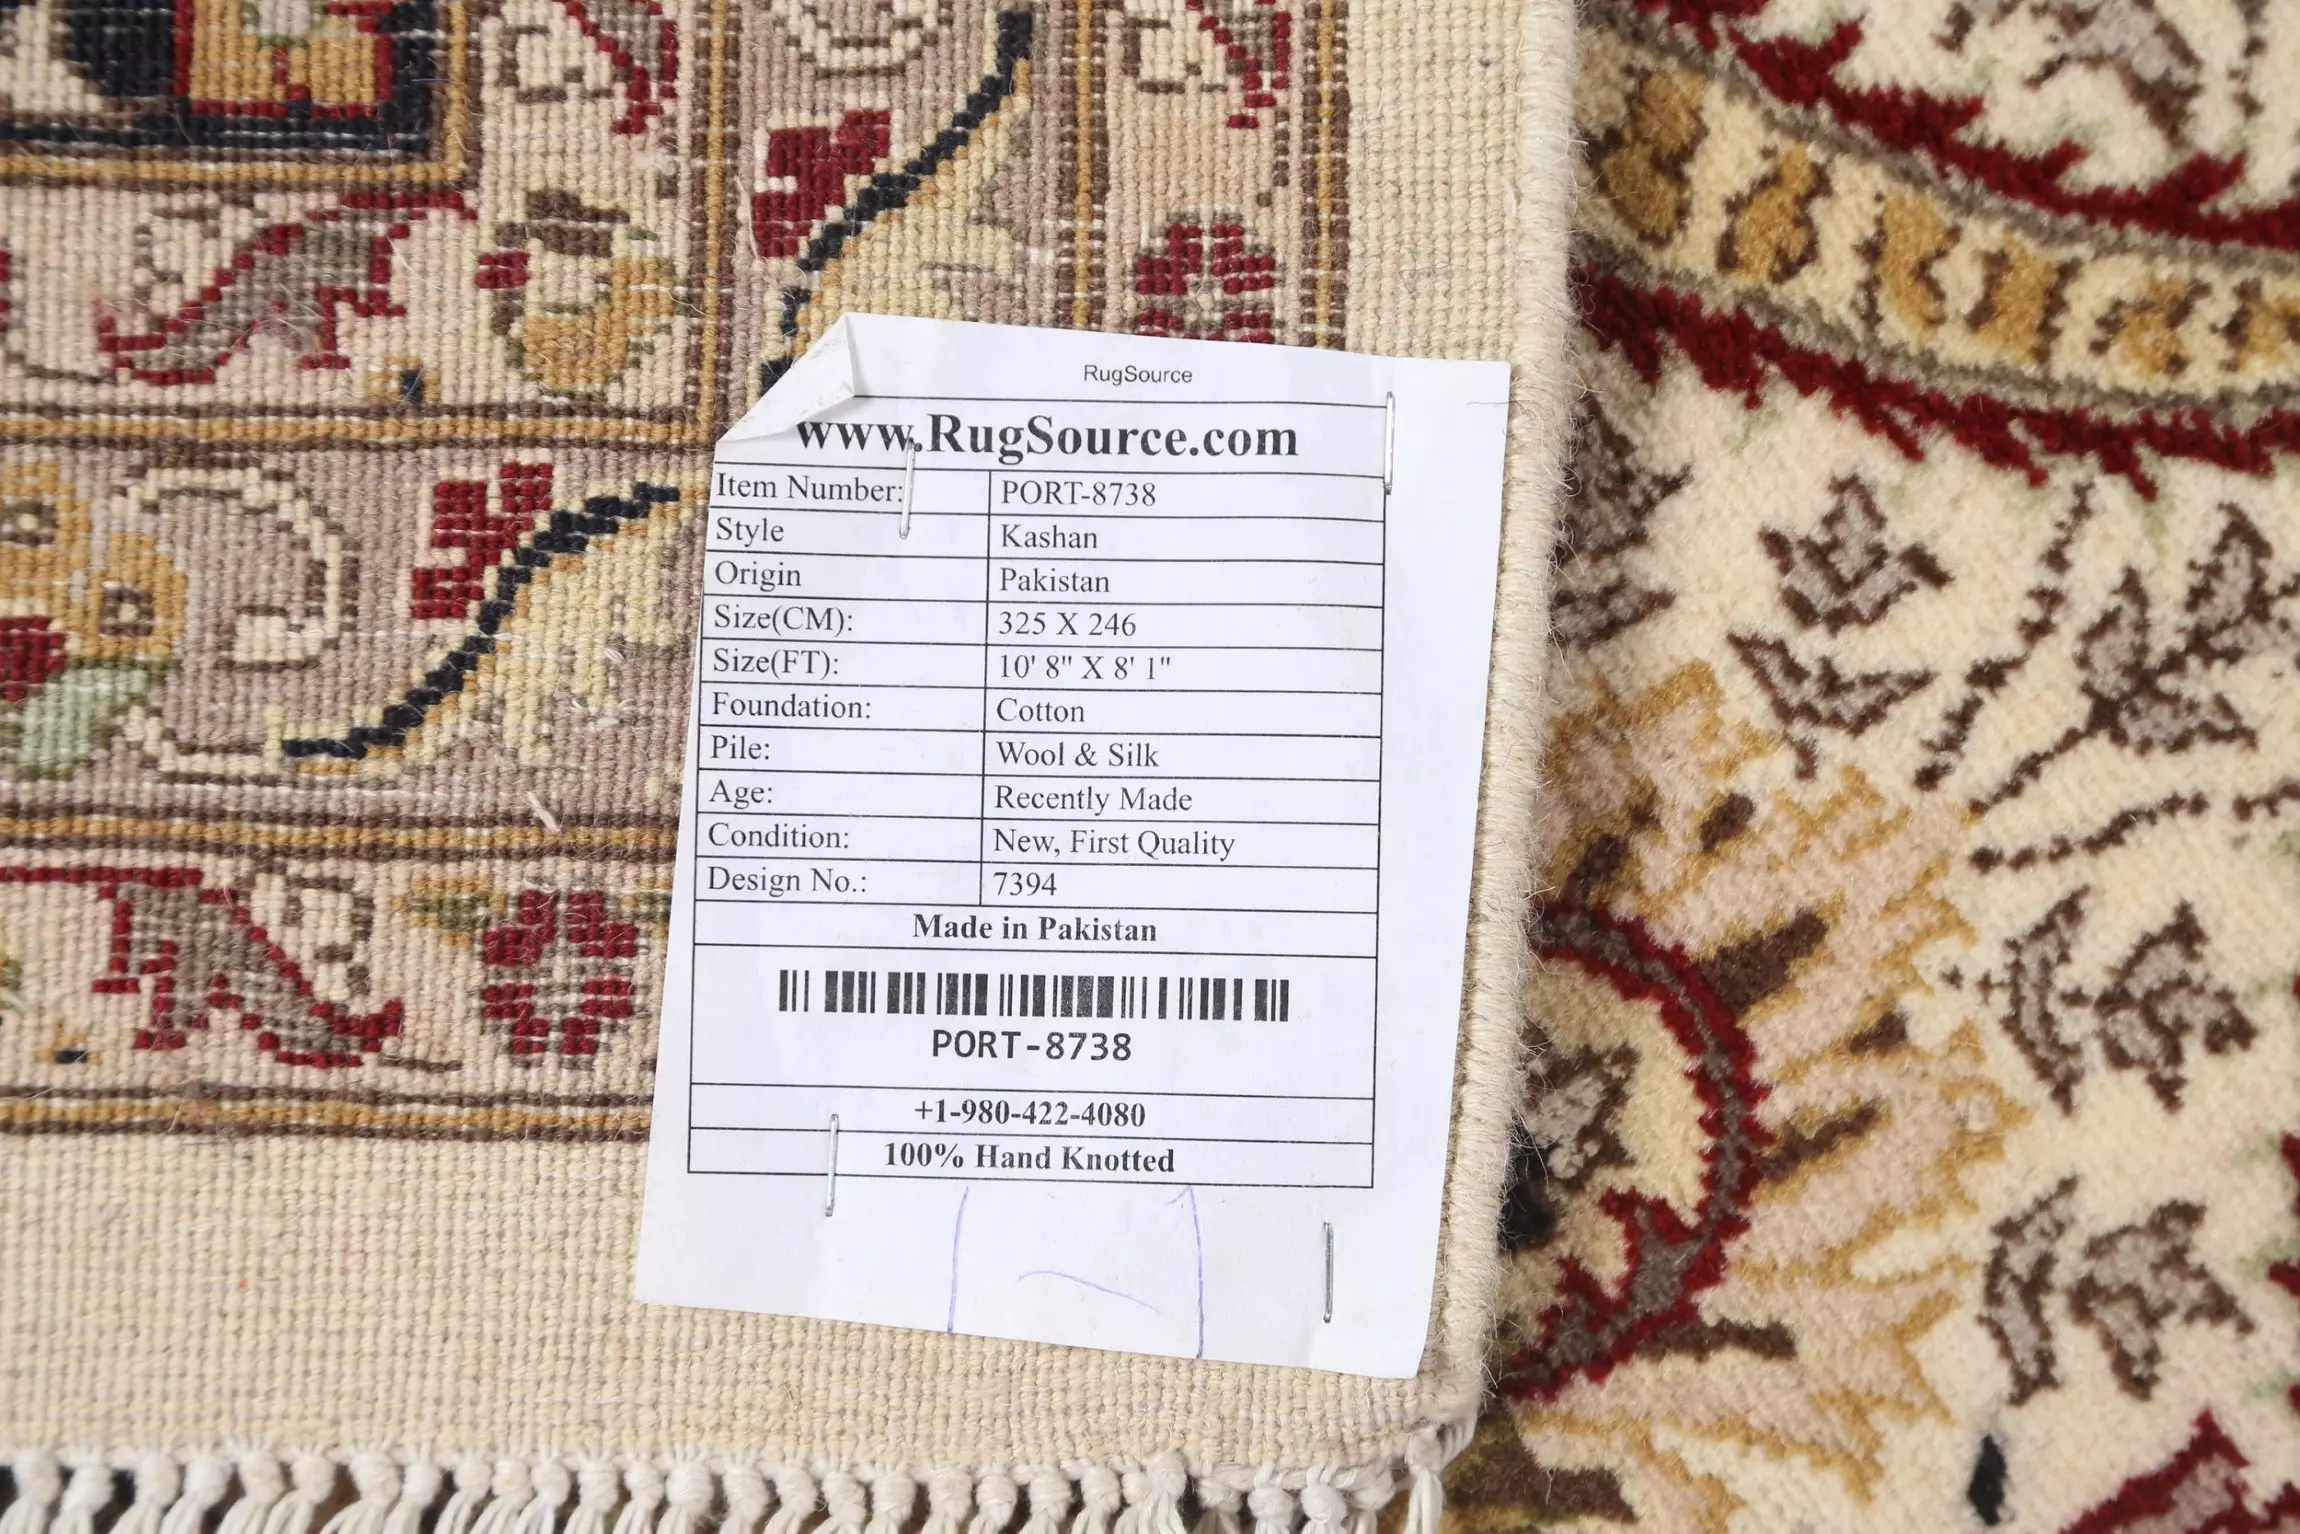 RugSource
www.RugSource.com
Item Number: PORT-8738
Style Kashan
Origin Pakistan
Size(CM): 325 X 246
Size(FT): 10' 8" X 8' 1"
Foundation: Cotton
Pile: Wool & Silk
Age: Recently Made
Condition: New, First Quality
Design No.: 7394
Made in Pakistan
PORT-8738
+1-980-422-4080
100% Hand Knotted